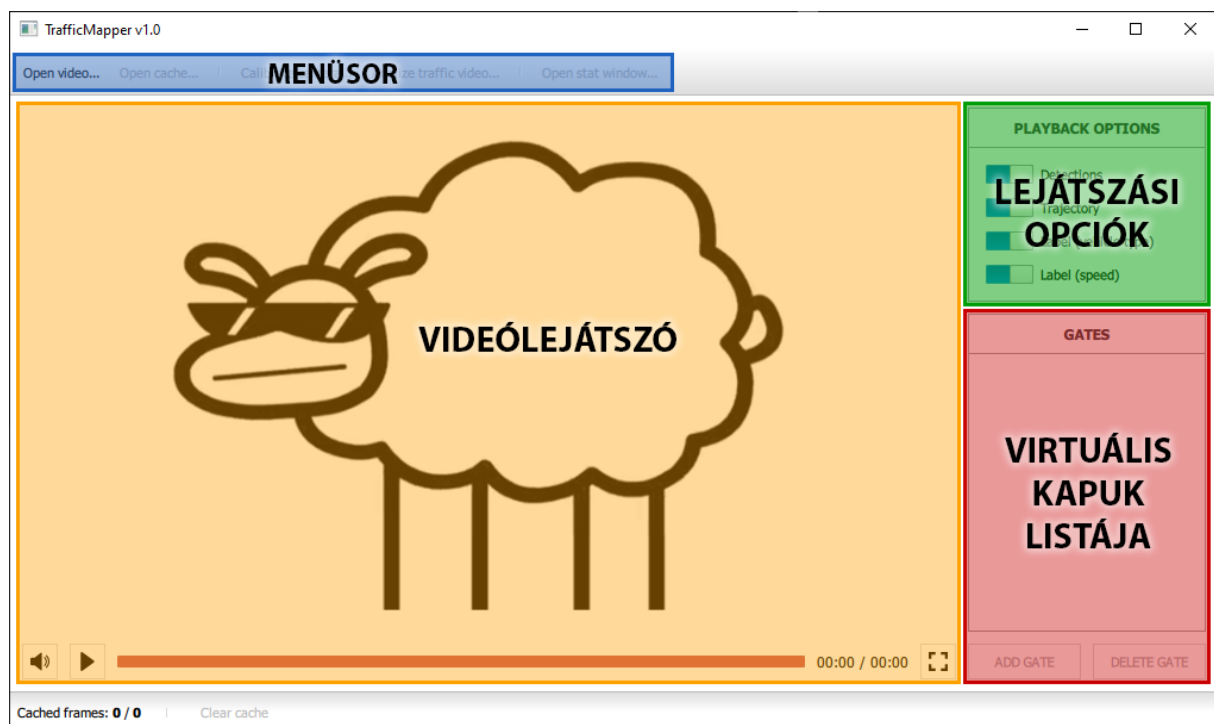 TrafficMapper v1.0
Open video... Open cache... MENÜSOR traffic video... Open stat window...
PLAYBACK OPTIONS
Detections
LEJÁTSZÁSI
Trajectory
OPCIÓK
Label (speed)
VIDEÓLEJÁTSZÓ
GATES
VIRTUÁLIS
KAPUK
LISTÁJA
00:00 / 00:00
ADD GATE DELETE GATE
Cached frames: 0 / 0 Clear cache